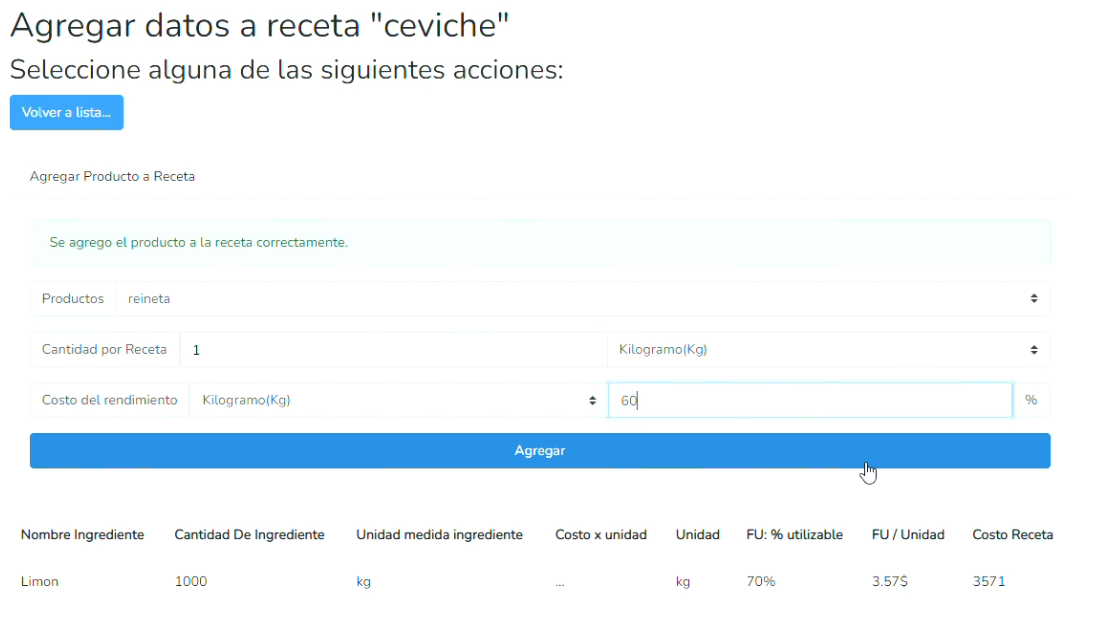 Agregar datos a receta "ceviche"
Seleccione alguna de las siguientes acciones:
Volver a lista...
Agregar Producto a Receta
Se agrego el producto a la receta correctamente.
Productos reineta
Cantidad por Receta 1 Kilogramo(Kg)
Costo del rendimiento Kilogramo(Kg) 60 %
Agregar
Nombre Ingrediente Cantidad De Ingrediente Unidad medida ingrediente Costo x unidad Unidad FU: % utilizable FU / Unidad Costo Receta
Limon 1000 kg ... kg 70% 3.57$ 3571